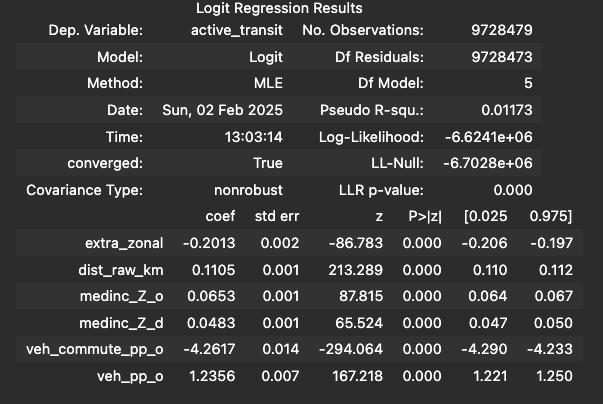 Logit Regression Results
Dep. Variable: active_transit No. Observations: 9728479
Model: Logit Df Residuals: 9728473
Method: MLE Df Model: 5
Date: Sun, 02 Feb 2025 Pseudo R-squ.: 0.01173
Time: 13:03:14 Log-Likelihood: -6.6241e+06
converged: True LL-Null: -6.7028e+06
Covariance Type: nonrobust LLR p-value: 0.000
coef std err z P>|z| [0.025 0.975]
extra_zonal -0.2013 0.002 -86.783 0.000 -0.206 -0.197
dist_raw_km 0.1105 0.001 213.289 0.000 0.110 0.112
medinc_Z_o 0.0653 0.001 87.815 0.000 0.064 0.067
medinc_Z_d 0.0483 0.001 65.524 0.000 0.047 0.050
veh_commute_pp_o -4.2617 0.014 -294.064 0.000 -4.290 -4.233
veh_pp_o 1.2356 0.007 167.218 0.000 1.221 1.250